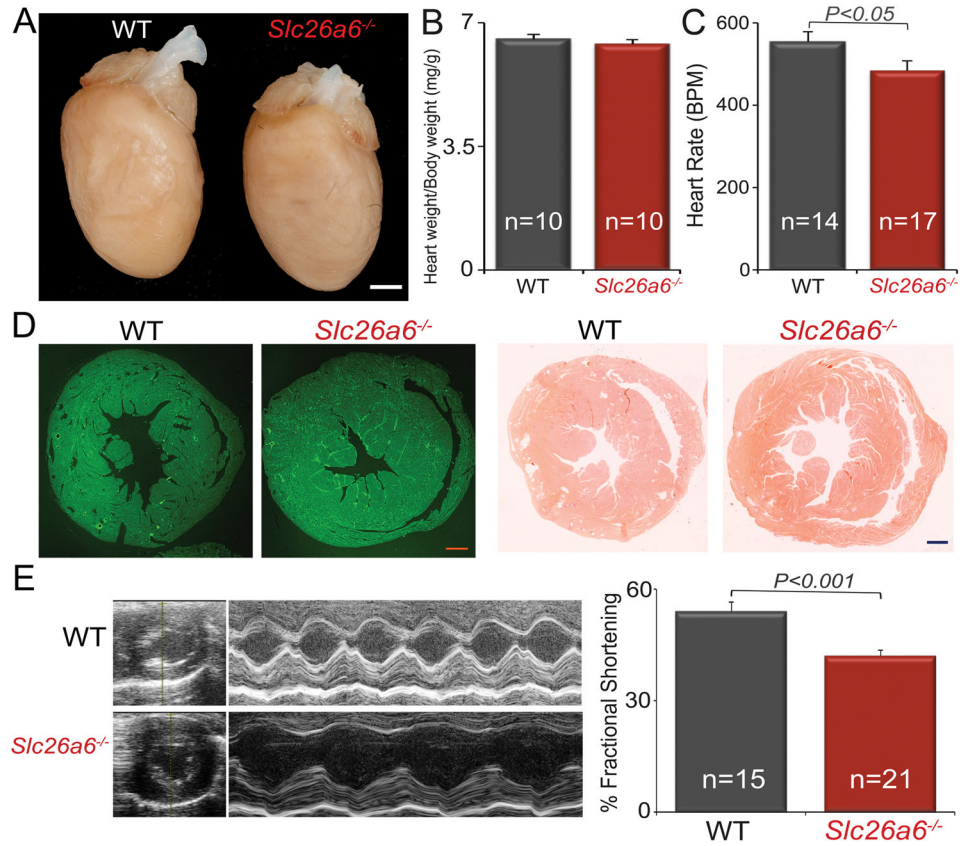 A
WT
Slc26a6-/-
B
Heart weight/Body weight (mg/g)
7
3.5
0
n=10
n=10
WT
Slc26a6-/-
C
Heart Rate (BPM)
600
400
200
0
P<0.05
n=14
n=17
WT
Slc26a6-/-
D
WT
Slc26a6-/-
WT
Slc26a6-/-
E
WT
Slc26a6-/-
% Fractional Shortening
60
30
0
P<0.001
n=15
n=21
WT
Slc26a6-/-